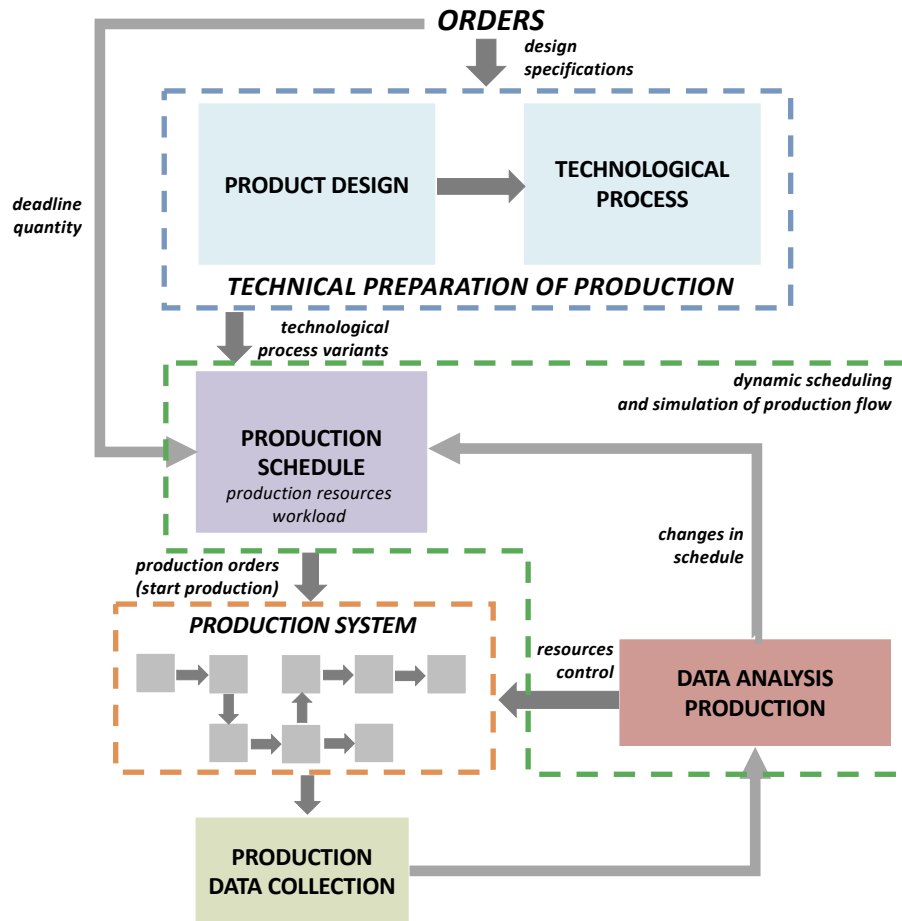 ORDERS
design
specifications
PRODUCT DESIGN
TECHNOLOGICAL
PROCESS
deadline
quantity
TECHNICAL PREPARATION OF PRODUCTION
technological
process variants
dynamic scheduling
and simulation of production flow
PRODUCTION
SCHEDULE
production resources
workload
changes in
schedule
production orders
(start production)
PRODUCTION SYSTEM
resources
control
DATA ANALYSIS
PRODUCTION
PRODUCTION
DATA COLLECTION